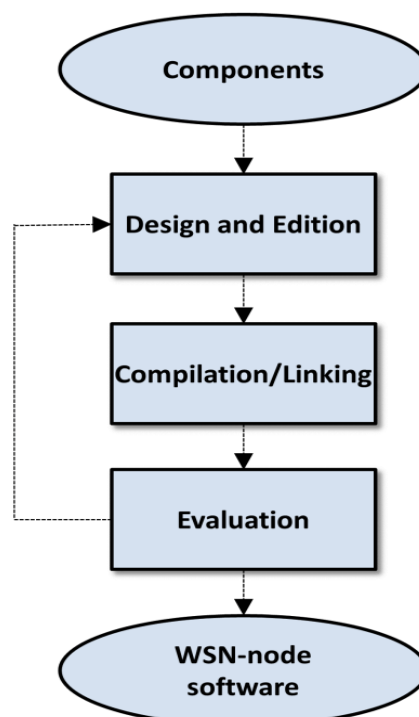 Components
Design and Edition
Compilation/Linking
Evaluation
WSN-node
software